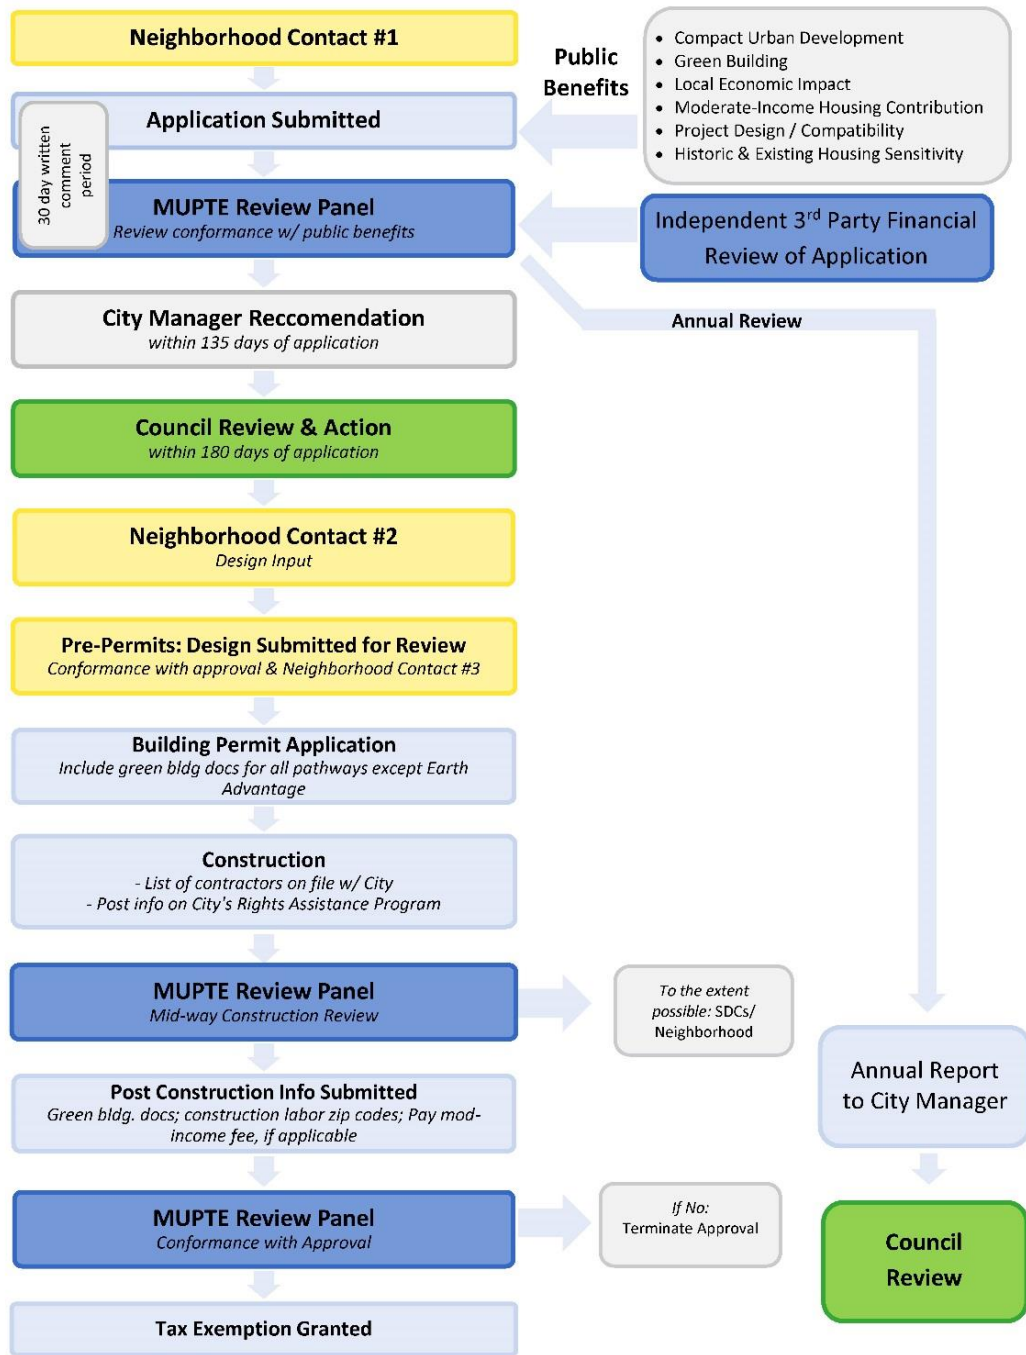 Neighborhood Contact #1
Public
Benefits
• Compact Urban Development
• Green Building
• Local Economic Impact
• Moderate-Income Housing Contribution
• Project Design / Compatibility
• Historic & Existing Housing Sensitivity
Application Submitted
30 day written
comment
period
MUPTE Review Panel
Review conformance w/ public benefits
Independent 3rd Party Financial
Review of Application
Annual Review
City Manager Reccomendation
within 135 days of application
Council Review & Action
within 180 days of application
Neighborhood Contact #2
Design Input
Pre-Permits: Design Submitted for Review
Conformance with approval & Neighborhood Contact #3
Building Permit Application
Include green bldg docs for all pathways except Earth
Advantage
Construction
- List of contractors on file w/ City
- Post info on City's Rights Assistance Program
MUPTE Review Panel
Mid-way Construction Review
To the extent
possible: SDCs/
Neighborhood
Post Construction Info Submitted
Green bldg. docs; construction labor zip codes; Pay mod-
income fee, if applicable
Annual Report
to City Manager
MUPTE Review Panel
Conformance with Approval
If No:
Terminate Approval
Council
Review
Tax Exemption Granted